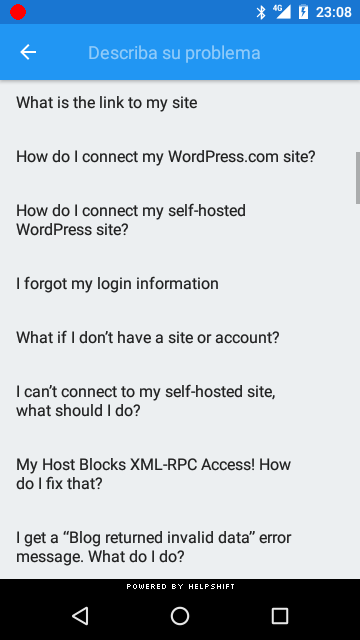 4G 23:08
Describa su problema
What is the link to my site
How do I connect my WordPress.com site?
How do I connect my self-hosted
WordPress site?
I forgot my login information
What if I don’t have a site or account?
I can’t connect to my self-hosted site,
what should I do?
My Host Blocks XML-RPC Access! How
do I fix that?
I get a “Blog returned invalid data” error
message. What do I do?
POWERED BY HELPSHIFT